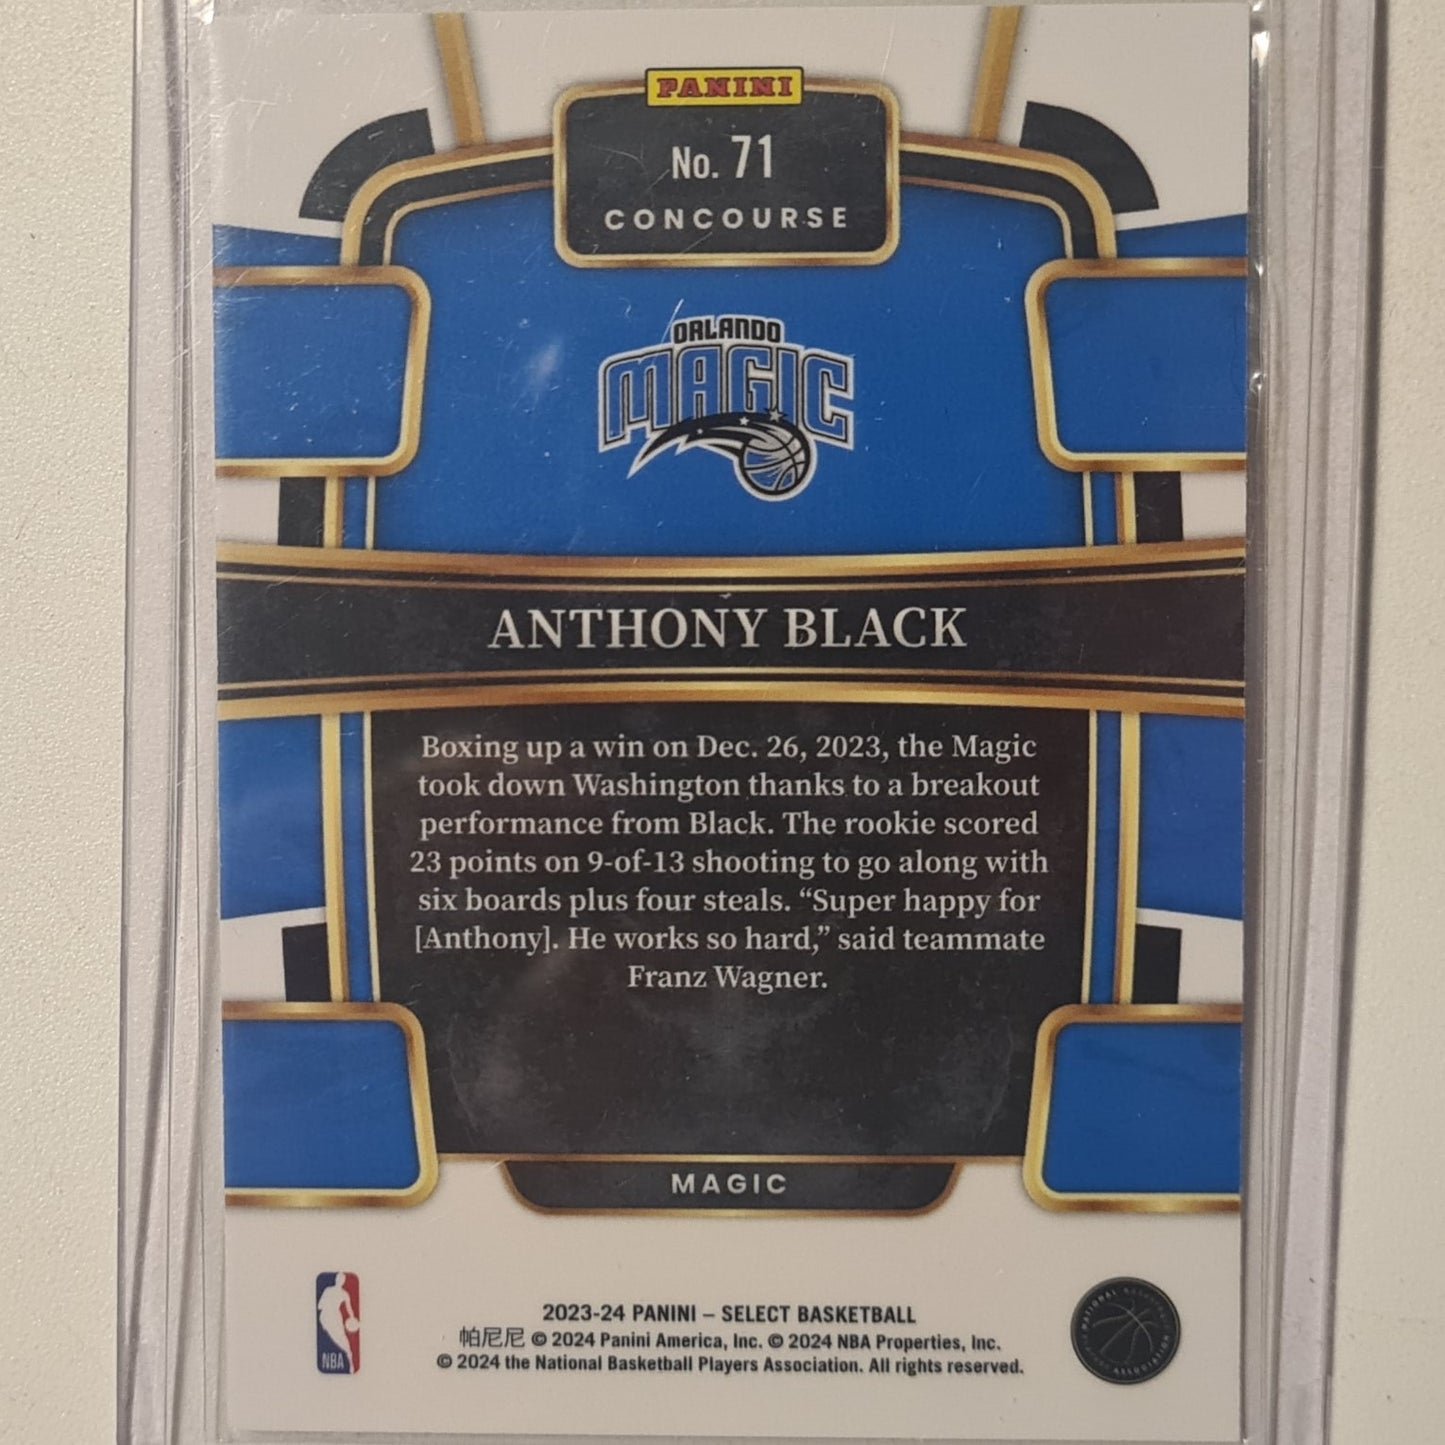 PANINI
No. 71
CONCOURSE
ORLANDO
MAGIC
ANTHONY BLACK
Boxing up a win on Dec. 26, 2023, the Magic
took down Washington thanks to a breakout
performance from Black. The rookie scored
23 points on 9-of-13 shooting to go along with
six boards plus four steals. “Super happy for
[Anthony]. He works so hard,” said teammate
Franz Wagner.
MAGIC
NBA
2023-24 PANINI – SELECT BASKETBALL
帕尼尼 © 2024 Panini America, Inc. © 2024 NBA Properties, Inc.
© 2024 the National Basketball Players Association. All rights reserved.
NATIONAL BASKETBALL
PLAYERS ASSOCIATION